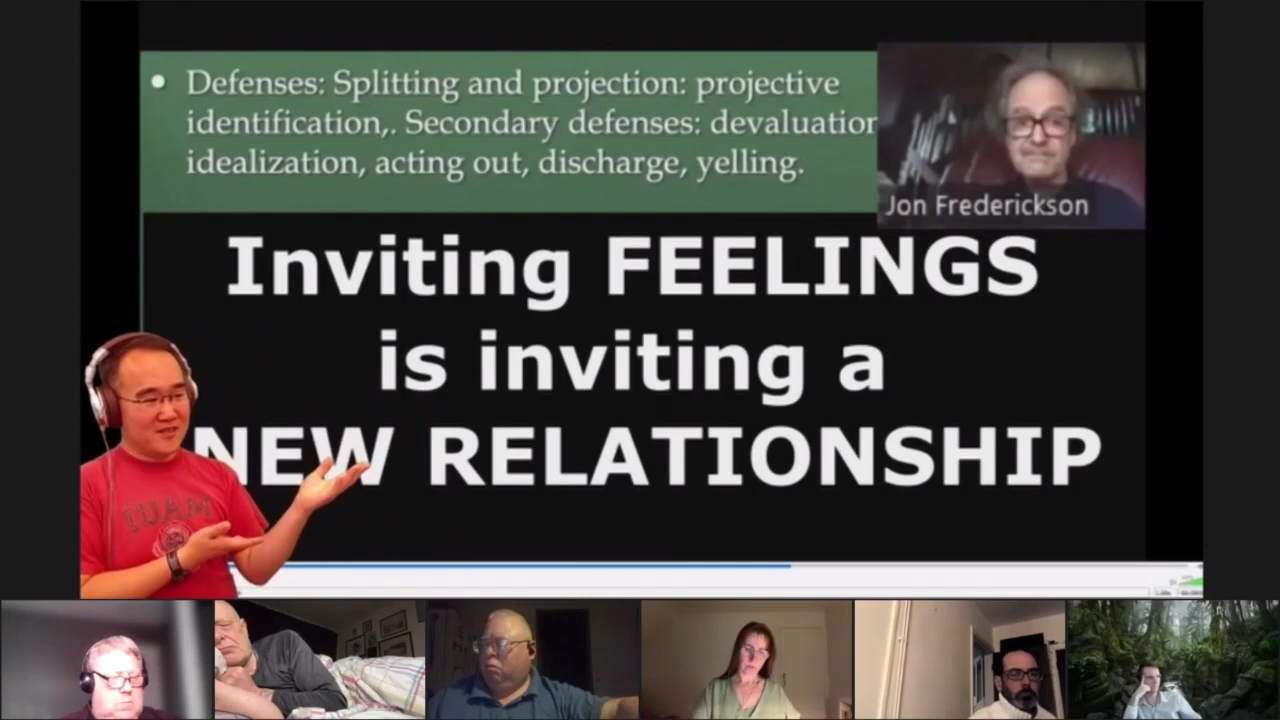 • Defenses: Splitting and projection: projective
identification,. Secondary defenses: devaluation
idealization, acting out, discharge, yelling.
Jon Frederickson
Inviting FEELINGS
is inviting a
NEW RELATIONSHIP
IUAM